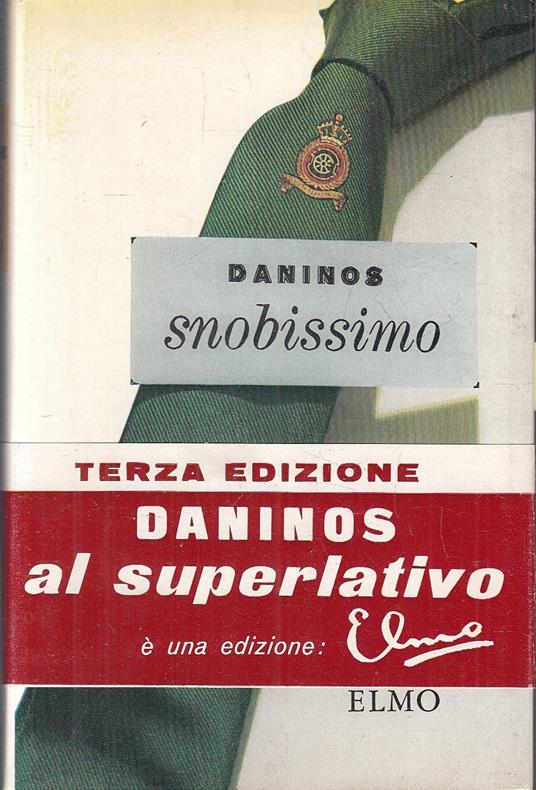 DANINOS
snobissimo
TERZA EDIZIONE
DANINOS
al superlativo
è una edizione: Elmo
ELMO